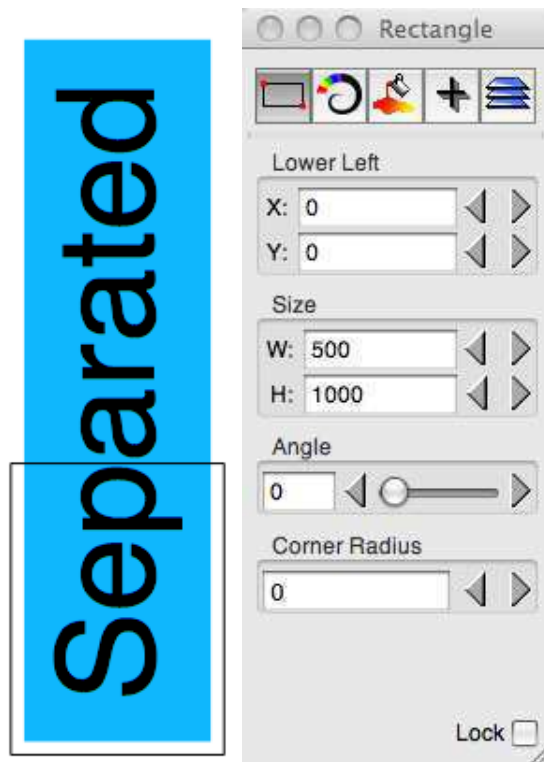 Separated
Rectangle
Lower Left
X: 0
Y: 0
Size
W: 500
H: 1000
Angle
0
Corner Radius
0
Lock